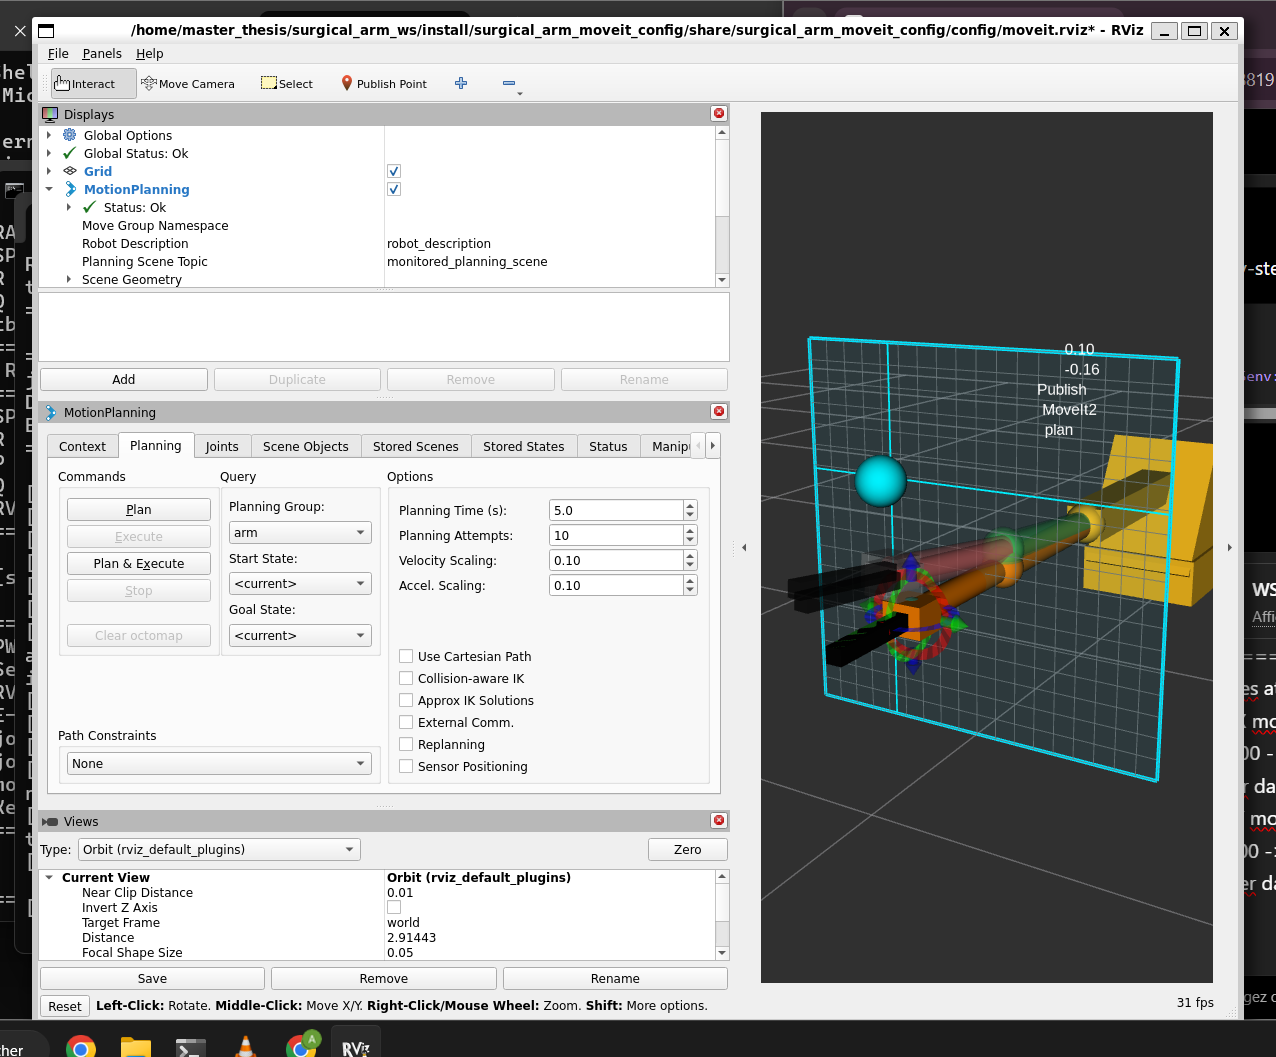 /home/master_thesis/surgical_arm_ws/install/surgical_arm_moveit_config/share/surgical_arm_moveit_config/config/moveit.rviz* - RViz
File Panels Help
Interact Move Camera Select Publish Point
Displays
Global Options
Global Status: Ok
Grid
MotionPlanning
Status: Ok
Move Group Namespace
Robot Description robot_description
Planning Scene Topic monitored_planning_scene
Scene Geometry
Add Duplicate Remove Rename
MotionPlanning
Context Planning Joints Scene Objects Stored Scenes Stored States Status Manip
Commands Query Options
Plan
Execute
Plan & Execute
Stop
Clear octomap
Planning Group:
arm
Start State:
<current>
Goal State:
<current>
Planning Time (s): 5.0
Planning Attempts: 10
Velocity Scaling: 0.10
Accel. Scaling: 0.10
Use Cartesian Path
Collision-aware IK
Approx IK Solutions
External Comm.
Replanning
Sensor Positioning
Path Constraints
None
Views
Type: Orbit (rviz_default_plugins) Zero
Current View Orbit (rviz_default_plugins)
Near Clip Distance 0.01
Invert Z Axis
Target Frame world
Distance 2.91443
Focal Shape Size 0.05
Save Remove Rename
Reset Left-Click: Rotate. Middle-Click: Move X/Y. Right-Click/Mouse Wheel: Zoom. Shift: More options.
0.10
-0.16
Publish
MoveIt2
plan
31 fps
8819
-ste
env:
WS
Affi
A
RViz